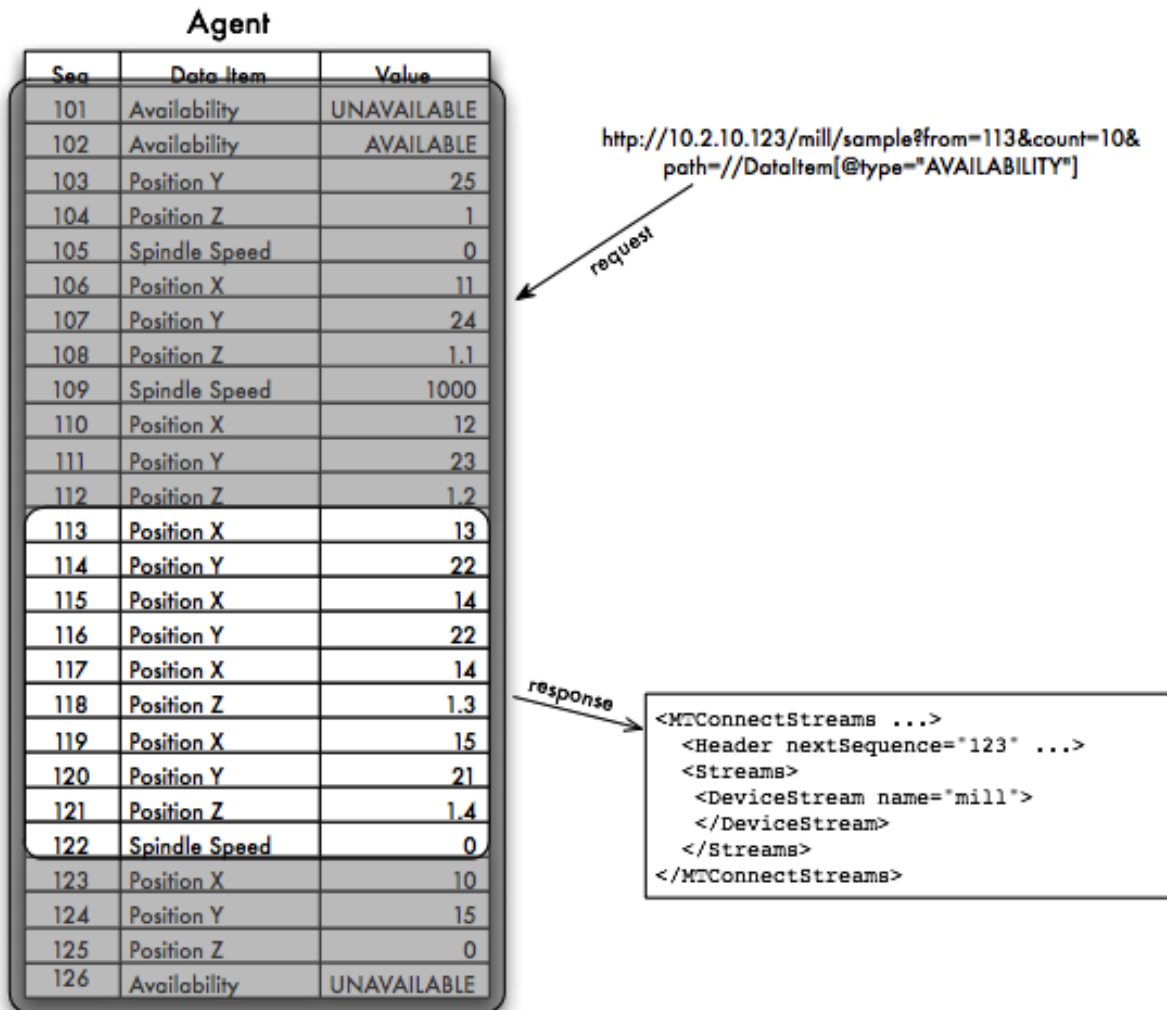 Agent
Seq Data Item Value
101 Availability UNAVAILABLE
102 Availability AVAILABLE
103 Position Y 25
104 Position Z 1
105 Spindle Speed 0
106 Position X 11
107 Position Y 24
108 Position Z 1.1
109 Spindle Speed 1000
110 Position X 12
111 Position Y 23
112 Position Z 1.2
113 Position X 13
114 Position Y 22
115 Position X 14
116 Position Y 22
117 Position X 14
118 Position Z 1.3
119 Position X 15
120 Position Y 21
121 Position Z 1.4
122 Spindle Speed 0
123 Position X 10
124 Position Y 15
125 Position Z 0
126 Availability UNAVAILABLE
http://10.2.10.123/mill/sample?from=113&count=10&
path=//DataItem[@type="AVAILABILITY"]
request
response
<MTConnectStreams ...>
<Header nextSequence="123" ...>
<Streams>
<DeviceStream name="mill">
</DeviceStream>
</Streams>
</MTConnectStreams>